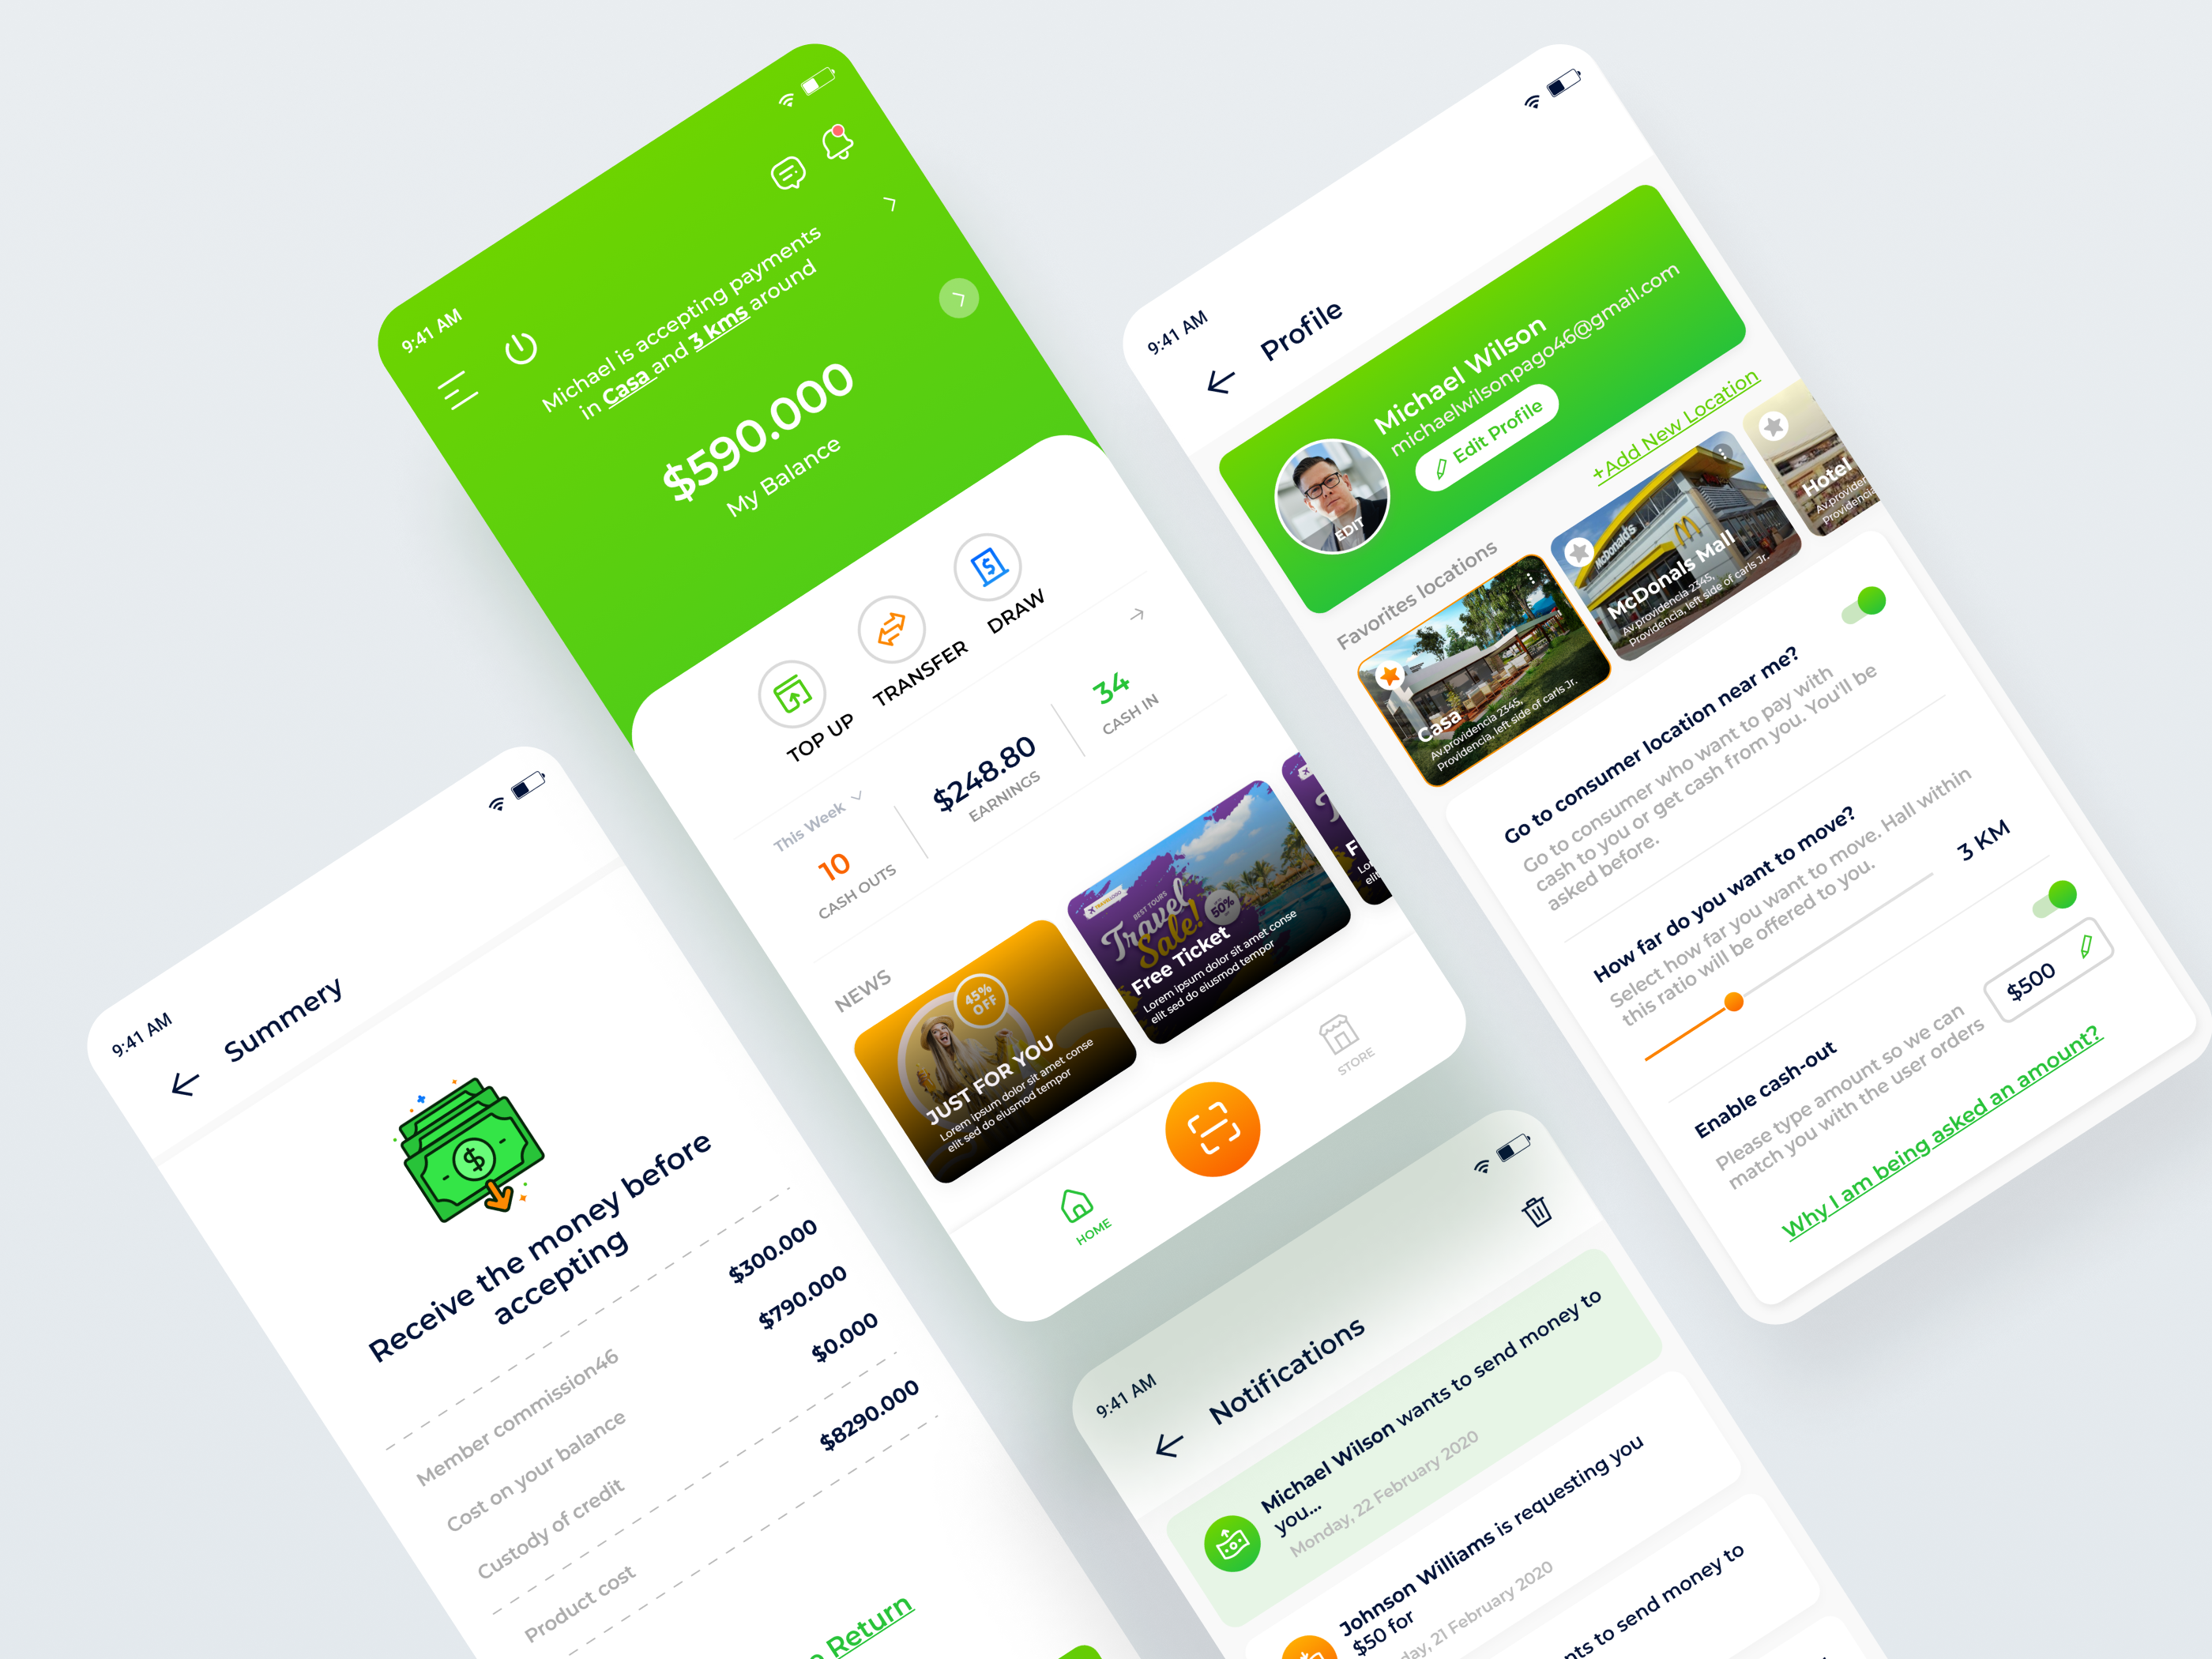 9:41 AM
Michael is accepting payments
in Casa and 3 kms around
$590.000
My Balance
TOP UP
TRANSFER
DRAW
This Week
10
CASH OUTS
$248.80
EARNINGS
34
CASH IN
NEWS
45%
OFF
JUST FOR YOU
Lorem ipsum dolor sit amet conse
elit sed do eiusmod tempor
BEST TOURS
Travel
Sale!
50%
Free Ticket
Lorem ipsum dolor sit amet conse
elit sed do eiusmod tempor
HOME
STORE
9:41 AM
Profile
Michael Wilson
michaelwilsonpago46@gmail.com
Edit Profile
EDIT
Favorites locations
+Add New Location
Casa
Av.providencia 2345,
Providencia, left side of carls Jr.
McDonald's
McDonals Mall
Av.providencia 2345,
Providencia, left side of carls Jr.
Hotel
Av.providen
Providencia
Go to consumer location near me?
Go to consumer who want to pay with
cash to you or get cash from you. You'll be
asked before.
How far do you want to move?
Select how far you want to move. Hall within
this ratio will be offered to you.
3 KM
Enable cash-out
Please type amount so we can
match you with the user orders
$500
Why I am being asked an amount?
9:41 AM
Summery
Receive the money before
accepting
Member commission46
$300.000
Cost on your balance
$790.000
Custody of credit
$0.000
Product cost
$8290.000
Return
9:41 AM
Notifications
Michael Wilson wants to send money to
you...
Monday, 22 February 2020
Johnson Williams is requesting you
$50 for
day, 21 February 2020
nts to send money to